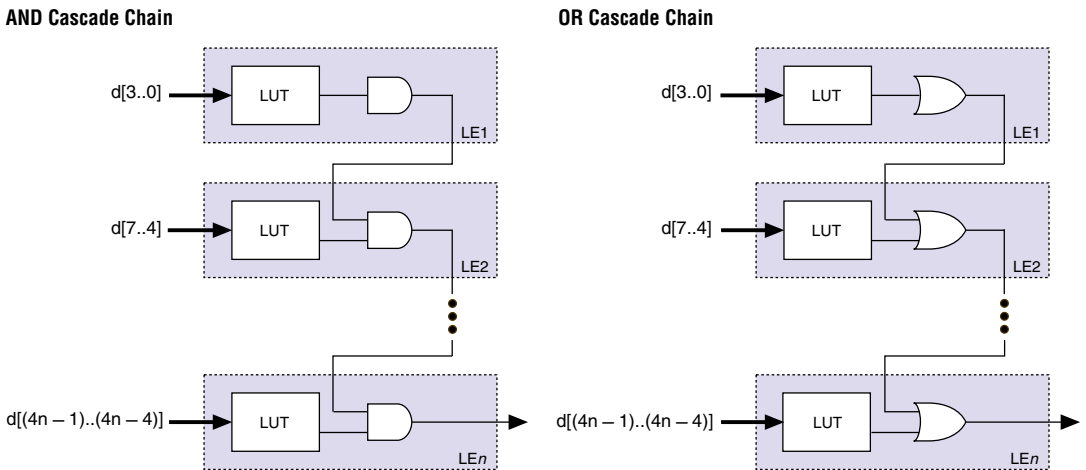 AND Cascade Chain
d[3..0]
LUT
LE1
d[7..4]
LUT
LE2
d[(4n – 1)..(4n – 4)]
LUT
LEn
OR Cascade Chain
d[3..0]
LUT
LE1
d[7..4]
LUT
LE2
d[(4n – 1)..(4n – 4)]
LUT
LEn